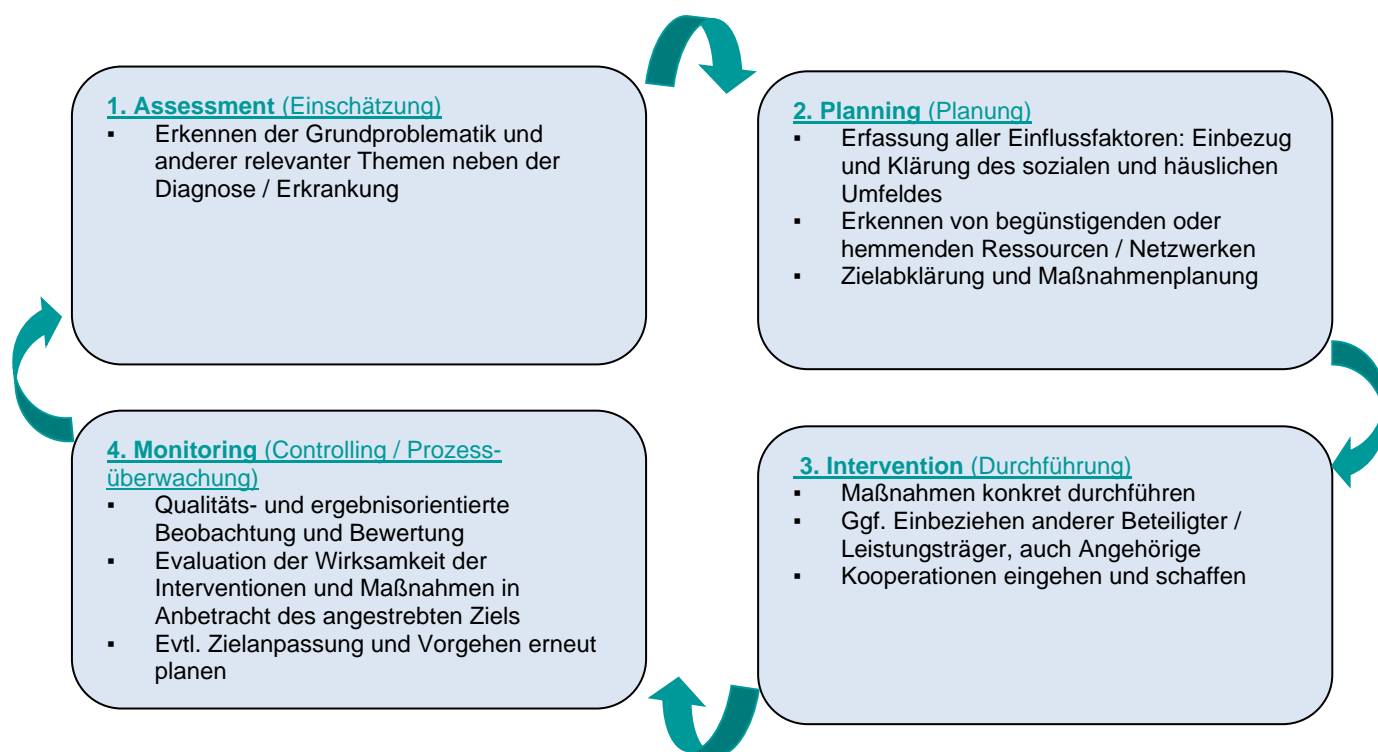 1. Assessment (Einschätzung)
▪ Erkennen der Grundproblematik und
anderer relevanter Themen neben der
Diagnose / Erkrankung
2. Planning (Planung)
▪ Erfassung aller Einflussfaktoren: Einbezug
und Klärung des sozialen und häuslichen
Umfeldes
▪ Erkennen von begünstigenden oder
hemmenden Ressourcen / Netzwerken
▪ Zielabklärung und Maßnahmenplanung
3. Intervention (Durchführung)
▪ Maßnahmen konkret durchführen
▪ Ggf. Einbeziehen anderer Beteiligter /
Leistungsträger, auch Angehörige
▪ Kooperationen eingehen und schaffen
4. Monitoring (Controlling / Prozess-
überwachung)
▪ Qualitäts- und ergebnisorientierte
Beobachtung und Bewertung
▪ Evaluation der Wirksamkeit der
Interventionen und Maßnahmen in
Anbetracht des angestrebten Ziels
▪ Evtl. Zielanpassung und Vorgehen erneut
planen